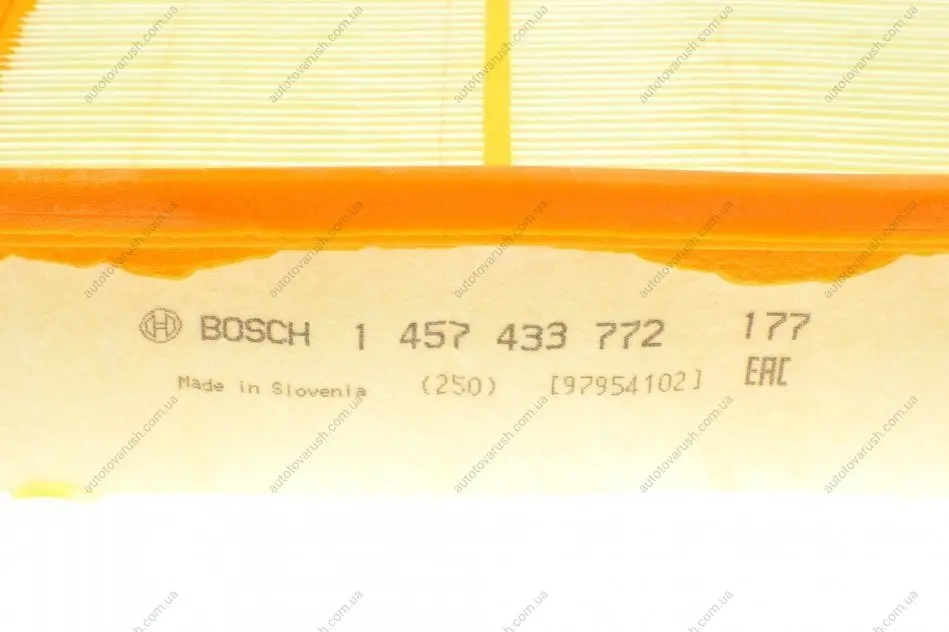 BOSCH 1 457 433 772 177
Made in Slovenia (250) [97954102] EAC
autotovarush.com.ua